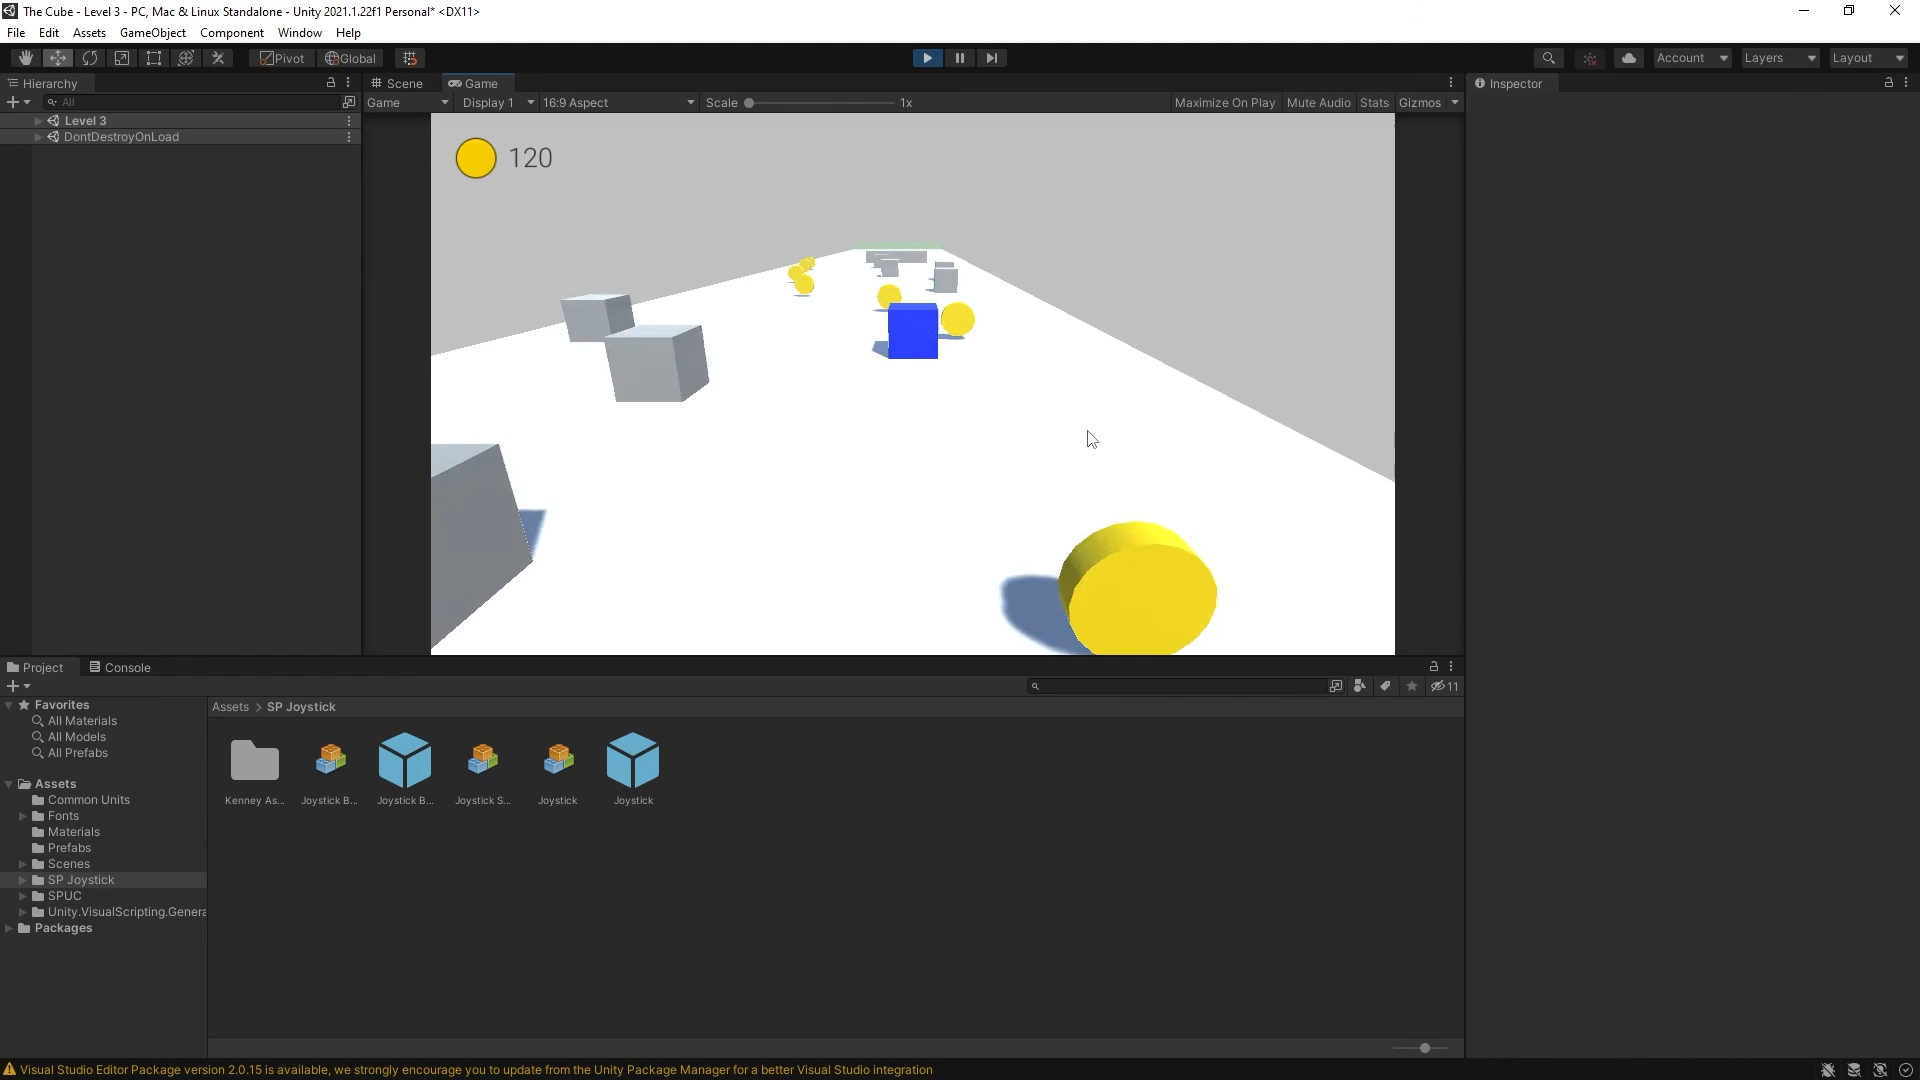 The Cube - Level 3 - PC, Mac & Linux Standalone - Unity 2021.1.22f1 Personal* <DX11>
File Edit Assets GameObject Component Window Help
Pivot Global Account Layers Layout
Hierarchy
Scene Game
Inspector
All
Game Display 1 16:9 Aspect Scale 1x Maximize On Play Mute Audio Stats Gizmos
Level 3
DontDestroyOnLoad
120
Project Console
11
Favorites
All Materials
All Models
All Prefabs
Assets
Common Units
Fonts
Materials
Prefabs
Scenes
SP Joystick
SPUC
Unity.VisualScripting.Genera
Packages
Assets > SP Joystick
Kenney As... Joystick B... Joystick B... Joystick S... Joystick Joystick
Visual Studio Editor Package version 2.0.15 is available, we strongly encourage you to update from the Unity Package Manager for a better Visual Studio integration